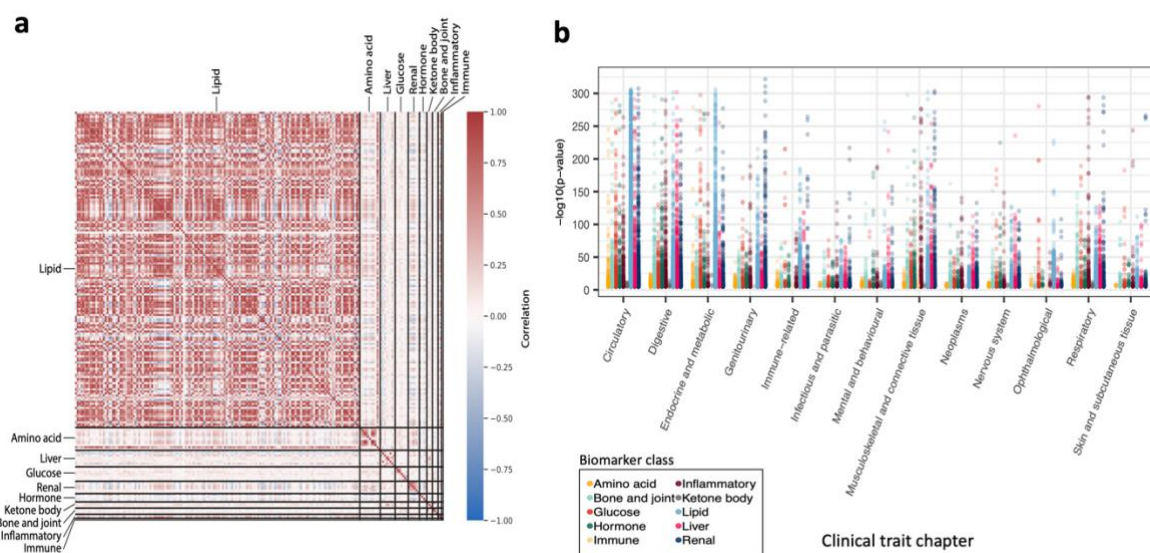 a
Lipid
Amino acid
Liver
Glucose
Renal
Hormone
Ketone body
Bone and joint
Inflammatory
Immune
Lipid
Amino acid
Liver
Glucose
Renal
Hormone
Ketone body
Bone and joint
Inflammatory
Immune
1.00
0.75
0.50
0.25
0.00
−0.25
−0.50
−0.75
−1.00
Correlation
b
−log10(p−value)
300
250
200
150
100
50
0
Circulatory
Digestive
Endocrine and metabolic
Genitourinary
Immune−related
Infectious and parasitic
Mental and behavioural
Musculoskeletal and connective tissue
Neoplasms
Nervous system
Ophthalmological
Respiratory
Skin and subcutaneous tissue
Biomarker class
Amino acid
Bone and joint
Glucose
Hormone
Immune
Inflammatory
Ketone body
Lipid
Liver
Renal
Clinical trait chapter